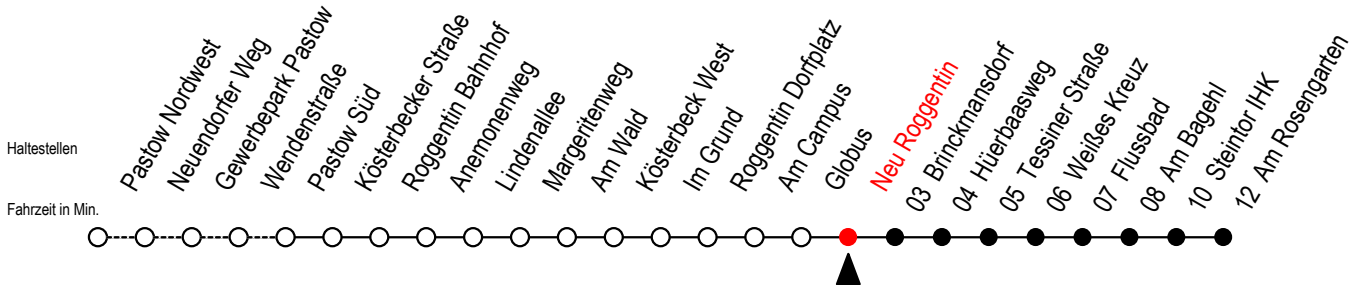 Haltestellen
Fahrzeit in Min.
Pastow Nordwest
Neuendorfer Weg
Gewerbepark Pastow
Wendenstraße
Pastow Süd
Kösterbecker Straße
Roggentin Bahnhof
Anemonenweg
Lindenallee
Margeritenweg
Am Wald
Kösterbeck West
Im Grund
Roggentin Dorfplatz
Am Campus
Globus
Neu Roggentin
03 Brinckmansdorf
04 Hüerbaasweg
05 Tessiner Straße
06 Weißes Kreuz
07 Flussbad
08 Am Bagehl
10 Steintor IHK
12 Am Rosengarten